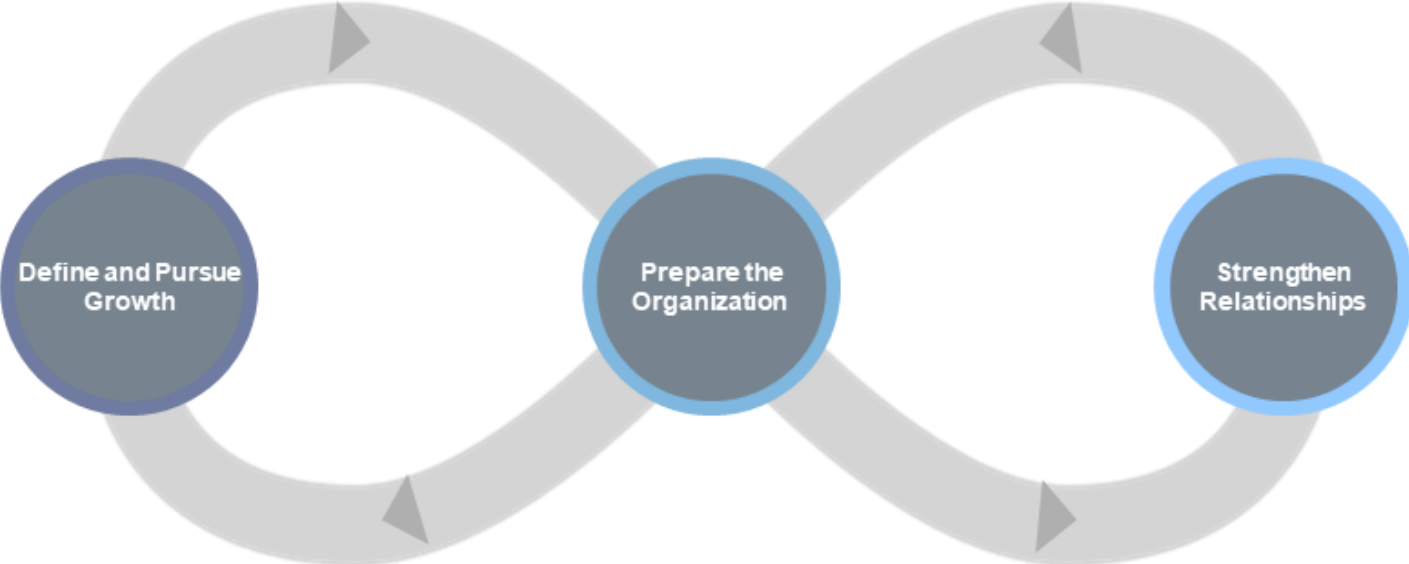 Define and Pursue
Growth
Prepare the
Organization
Strengthen
Relationships